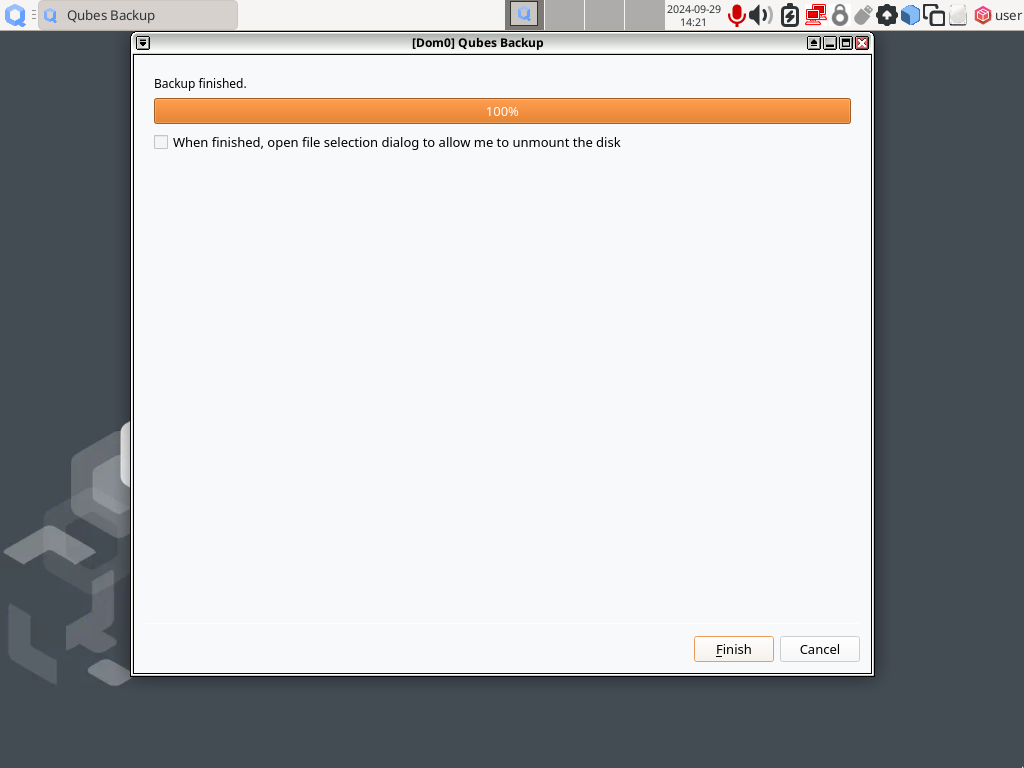 Qubes Backup
2024-09-29
14:21
user
[Dom0] Qubes Backup
Backup finished.
100%
When finished, open file selection dialog to allow me to unmount the disk
Finish
Cancel